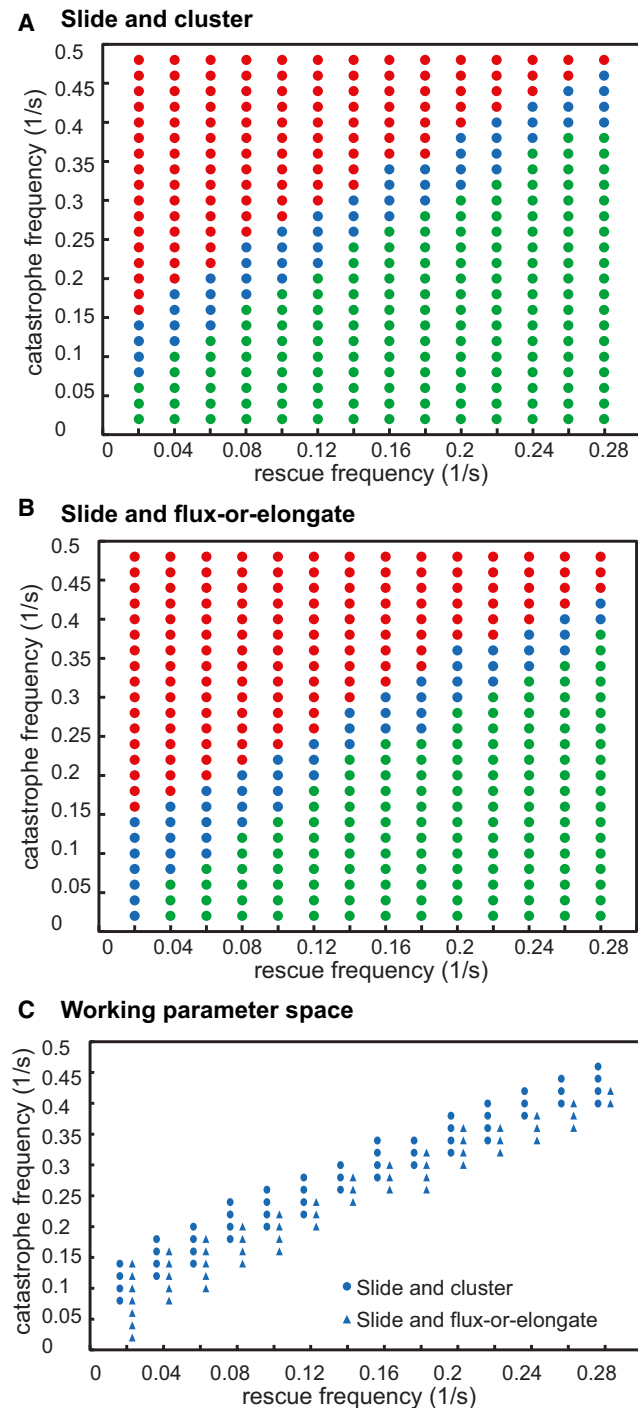 A Slide and cluster
catastrophe frequency (1/s)
0.5
0.45
0.4
0.35
0.3
0.25
0.2
0.15
0.1
0.05
0
0 0.04 0.08 0.12 0.16 0.2 0.24 0.28
rescue frequency (1/s)
B Slide and flux-or-elongate
catastrophe frequency (1/s)
0.5
0.45
0.4
0.35
0.3
0.25
0.2
0.15
0.1
0.05
0
0 0.04 0.08 0.12 0.16 0.2 0.24 0.28
rescue frequency (1/s)
C Working parameter space
catastrophe frequency (1/s)
0.5
0.45
0.4
0.35
0.3
0.25
0.2
0.15
0.1
0.05
0
Slide and cluster
Slide and flux-or-elongate
0 0.04 0.08 0.12 0.16 0.2 0.24 0.28
rescue frequency (1/s)